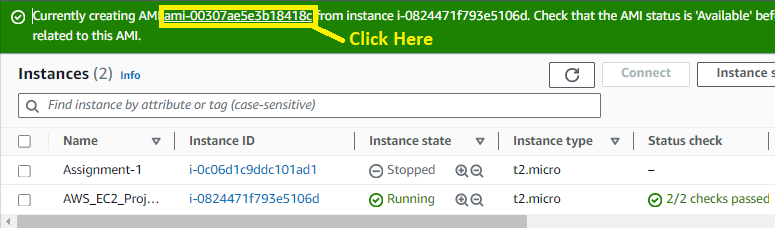 Currently creating AMI ami-00307ae5e3b18418c from instance i-0824471f793e5106d. Check that the AMI status is 'Available' bef
related to this AMI.
Click Here
Instances (2) Info
Connect
Instance s
Find instance by attribute or tag (case-sensitive)
Name Instance ID Instance state Instance type Status check
Assignment-1 i-0c06d1c9ddc101ad1 Stopped t2.micro –
AWS_EC2_Proj... i-0824471f793e5106d Running t2.micro 2/2 checks passed